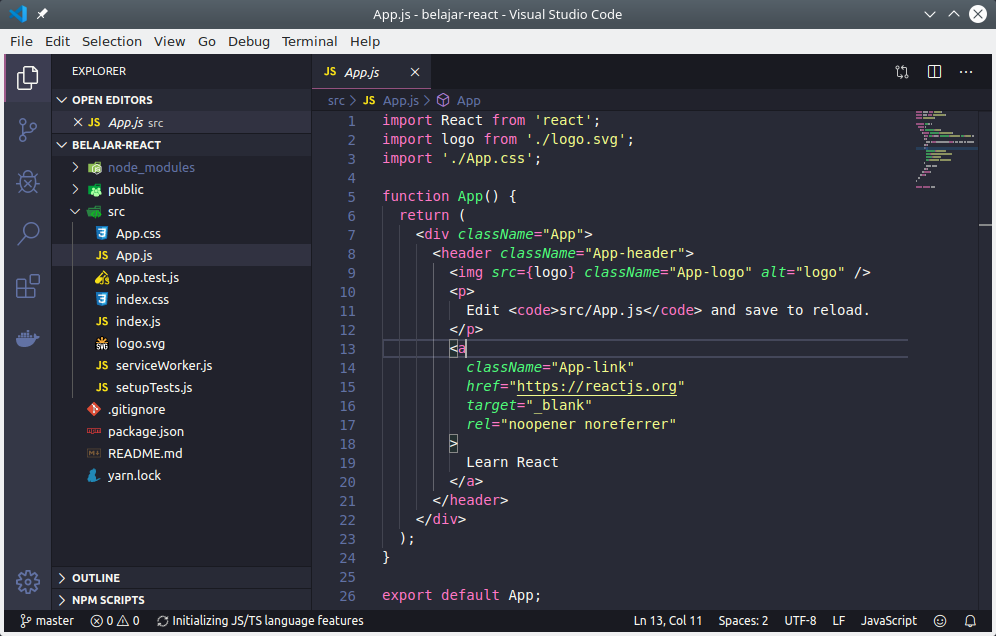 App.js - belajar-react - Visual Studio Code
File Edit Selection View Go Debug Terminal Help
EXPLORER
OPEN EDITORS
JS App.js src
BELAJAR-REACT
node_modules
public
src
App.css
JS App.js
App.test.js
index.css
JS index.js
SVG logo.svg
JS serviceWorker.js
JS setupTests.js
.gitignore
package.json
README.md
yarn.lock
OUTLINE
NPM SCRIPTS
JS App.js
src > JS App.js > App
1 import React from 'react';
2 import logo from './logo.svg';
3 import './App.css';
4
5 function App() {
6   return (
7     <div className="App">
8       <header className="App-header">
9         <img src={logo} className="App-logo" alt="logo" />
10         <p>
11           Edit <code>src/App.js</code> and save to reload.
12         </p>
13         <a
14           className="App-link"
15           href="https://reactjs.org"
16           target="_blank"
17           rel="noopener noreferrer"
18         >
19           Learn React
20         </a>
21       </header>
22     </div>
23   );
24 }
25
26 export default App;
master 0 0 Initializing JS/TS language features Ln 13, Col 11 Spaces: 2 UTF-8 LF JavaScript